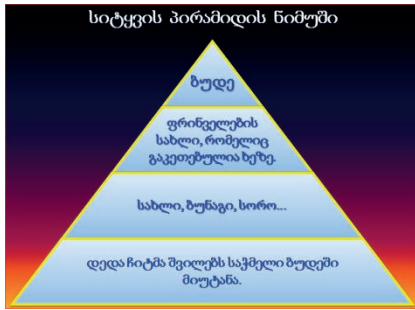 სიტყვის პირამიდის ნიმუში
ბუდე
ფრინველების
სახლი, რომელიც
გაკეთებულია ხეზე.
სახლი, ბუნაგი, სორო...
დედა ჩიტმა შვილებს საჭმელი ბუდეში
მიუტანა.